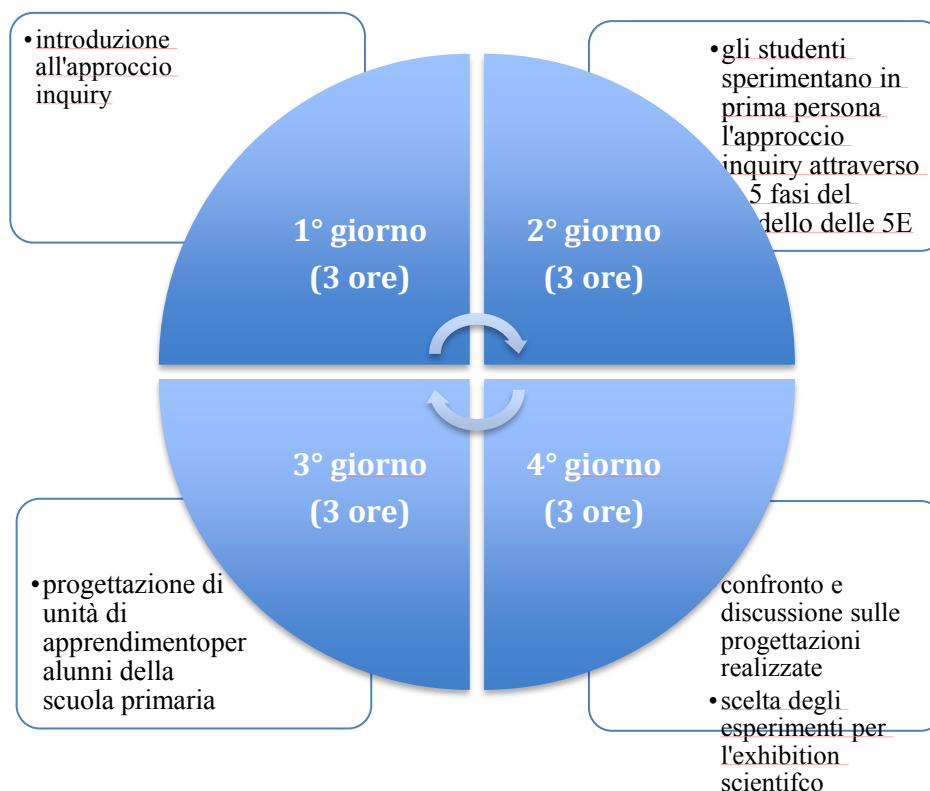 •introduzione
all'approccio
inquiry
•gli studenti
sperimentano in
prima persona
l'approccio
inquiry attraverso
5 fasi del
dello delle 5E
1° giorno
(3 ore)
2° giorno
(3 ore)
3° giorno
(3 ore)
4° giorno
(3 ore)
•progettazione di
unità di
apprendimentoper
alunni della
scuola primaria
confronto e
discussione sulle
progettazioni
realizzate
•scelta degli
esperimenti per
l'exhibition
scientifco